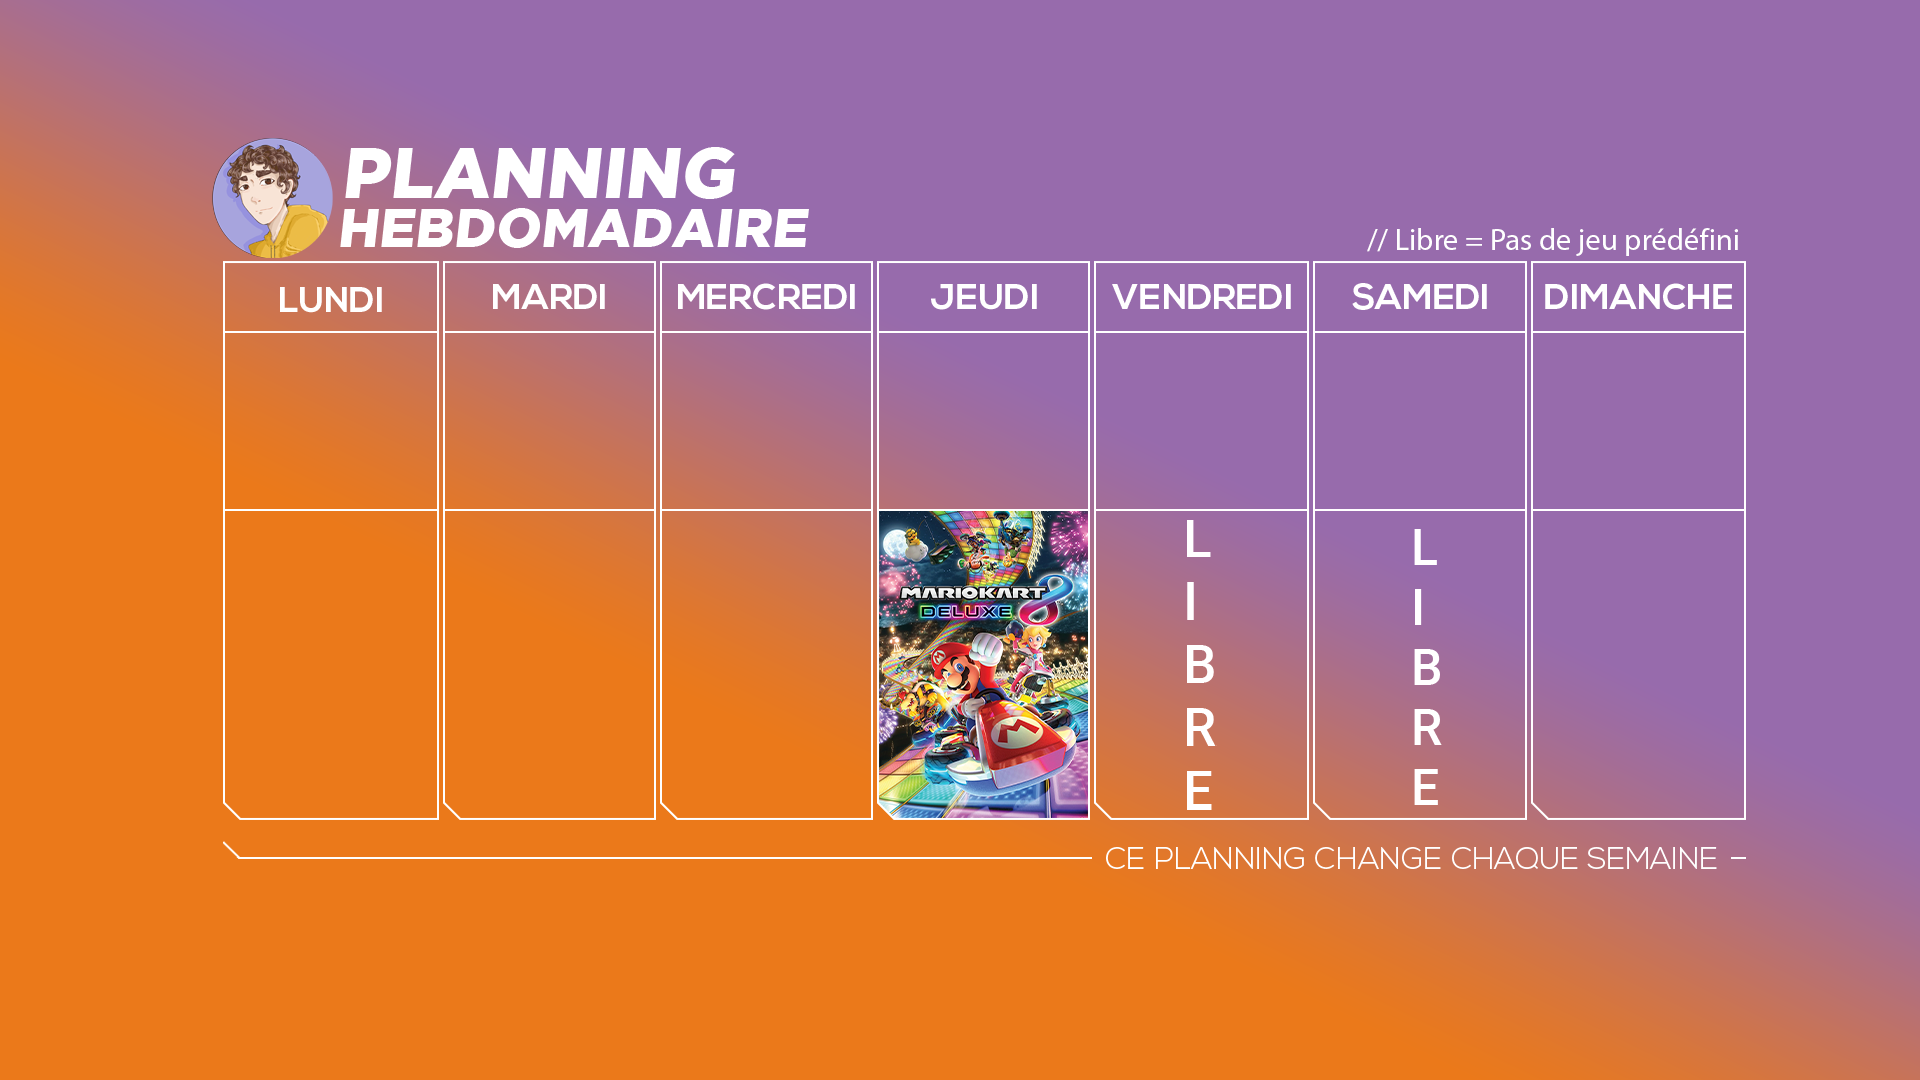 PLANNING
HEBDOMADAIRE
// Libre = Pas de jeu prédéfini
LUNDI
MARDI
MERCREDI
JEUDI
VENDREDI
SAMEDI
DIMANCHE
MARIOKART 8
DELUXE
M
M
L
I
B
R
E
L
I
B
R
E
CE PLANNING CHANGE CHAQUE SEMAINE